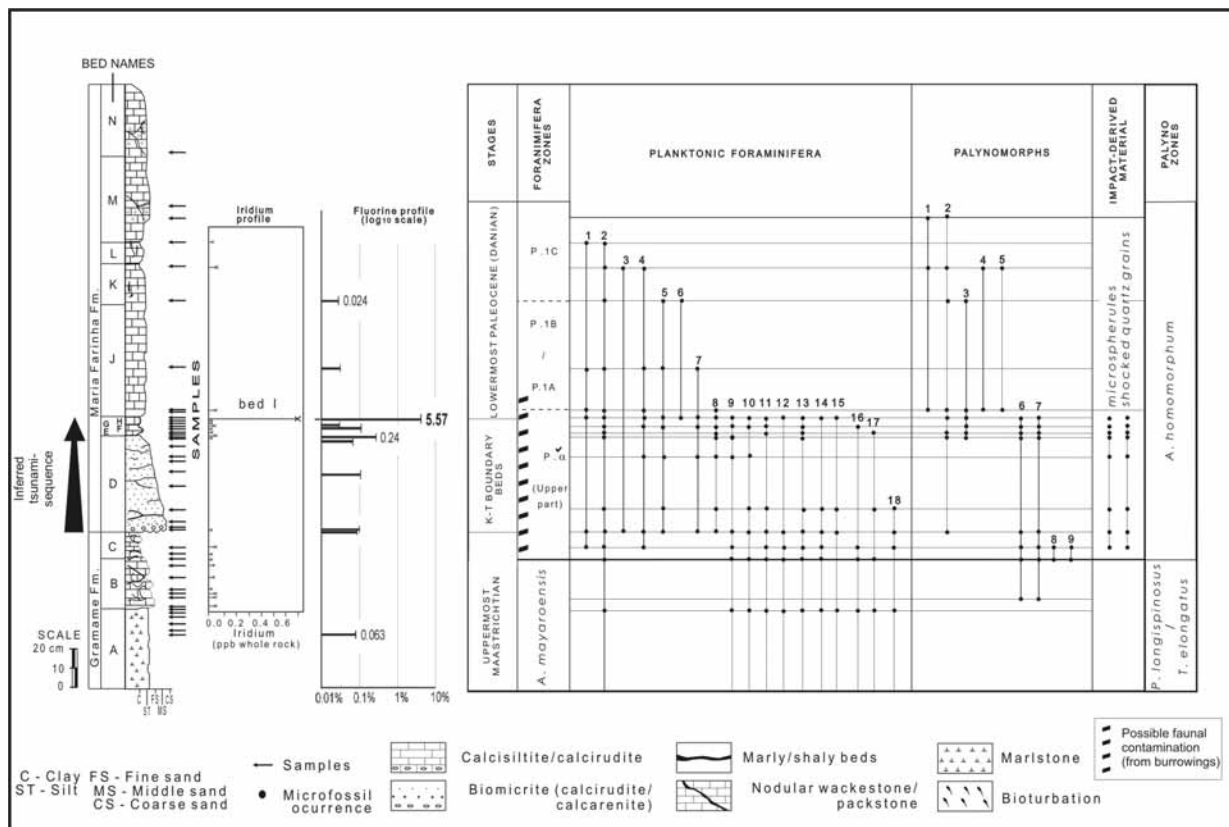 BED NAMES
N
M
L
K
J
D
C
B
A
Maria Farinha Fm.
Gramame Fm.
Inferred
tsunami-
sequence
SCALE
20 cm
10
0
C
ST
FS
MS
CS
SAMPLES
Iridium
profile
bed I
x
0.0 0.2 0.4 0.6
Iridium
(ppb whole rock)
Fluorine profile
(log10 scale)
0.024
5.57
0.24
0.063
0.01% 0.1% 1% 10%
STAGES
FORANIMIFERA
ZONES
PLANKTONIC FORAMINIFERA
PALYNOMORPHS
IMPACT-DERIVED
MATERIAL
PALYNO
ZONES
LOWERMOST PALEOCENE (DANIAN)
K-T BOUNDARY
BEDS
UPPERMOST
MAASTRICHTIAN
P.1C
P.1B
/
P.1A
P.α
(Upper
part)
A. mayaroensis
1 2
3 4
5 6
7
8 9 10 11 12 13 14 15
16 17
18
1 2
4 5
3
6 7
8 9
microspherules
shocked quartz grains
A. homomorphum
P. longispinosus
/
T. elongatus
C - Clay FS - Fine sand
ST - Silt MS - Middle sand
CS - Coarse sand
Samples
Microfossil
ocurrence
Calcisiltite/calcirudite
Biomicrite (calcirudite/
calcarenite)
Marly/shaly beds
Nodular wackestone/
packstone
Marlstone
Bioturbation
Possible faunal
contamination
(from burrowings)